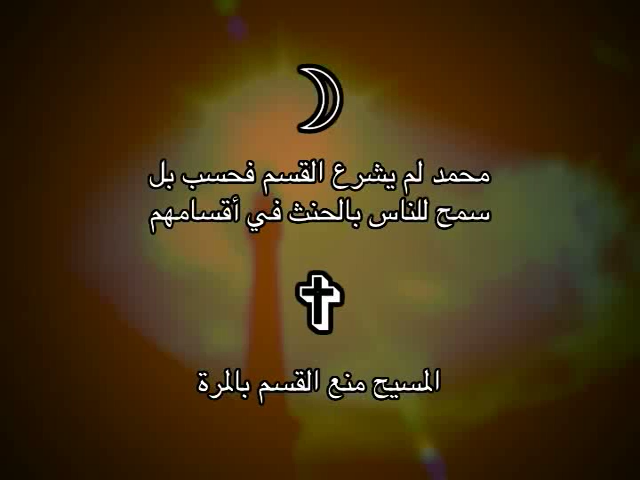 محمد لم يشرع القسم فحسب بل
سمح للناس بالحنث في أقسامهم
المسيح منع القسم بالمرة